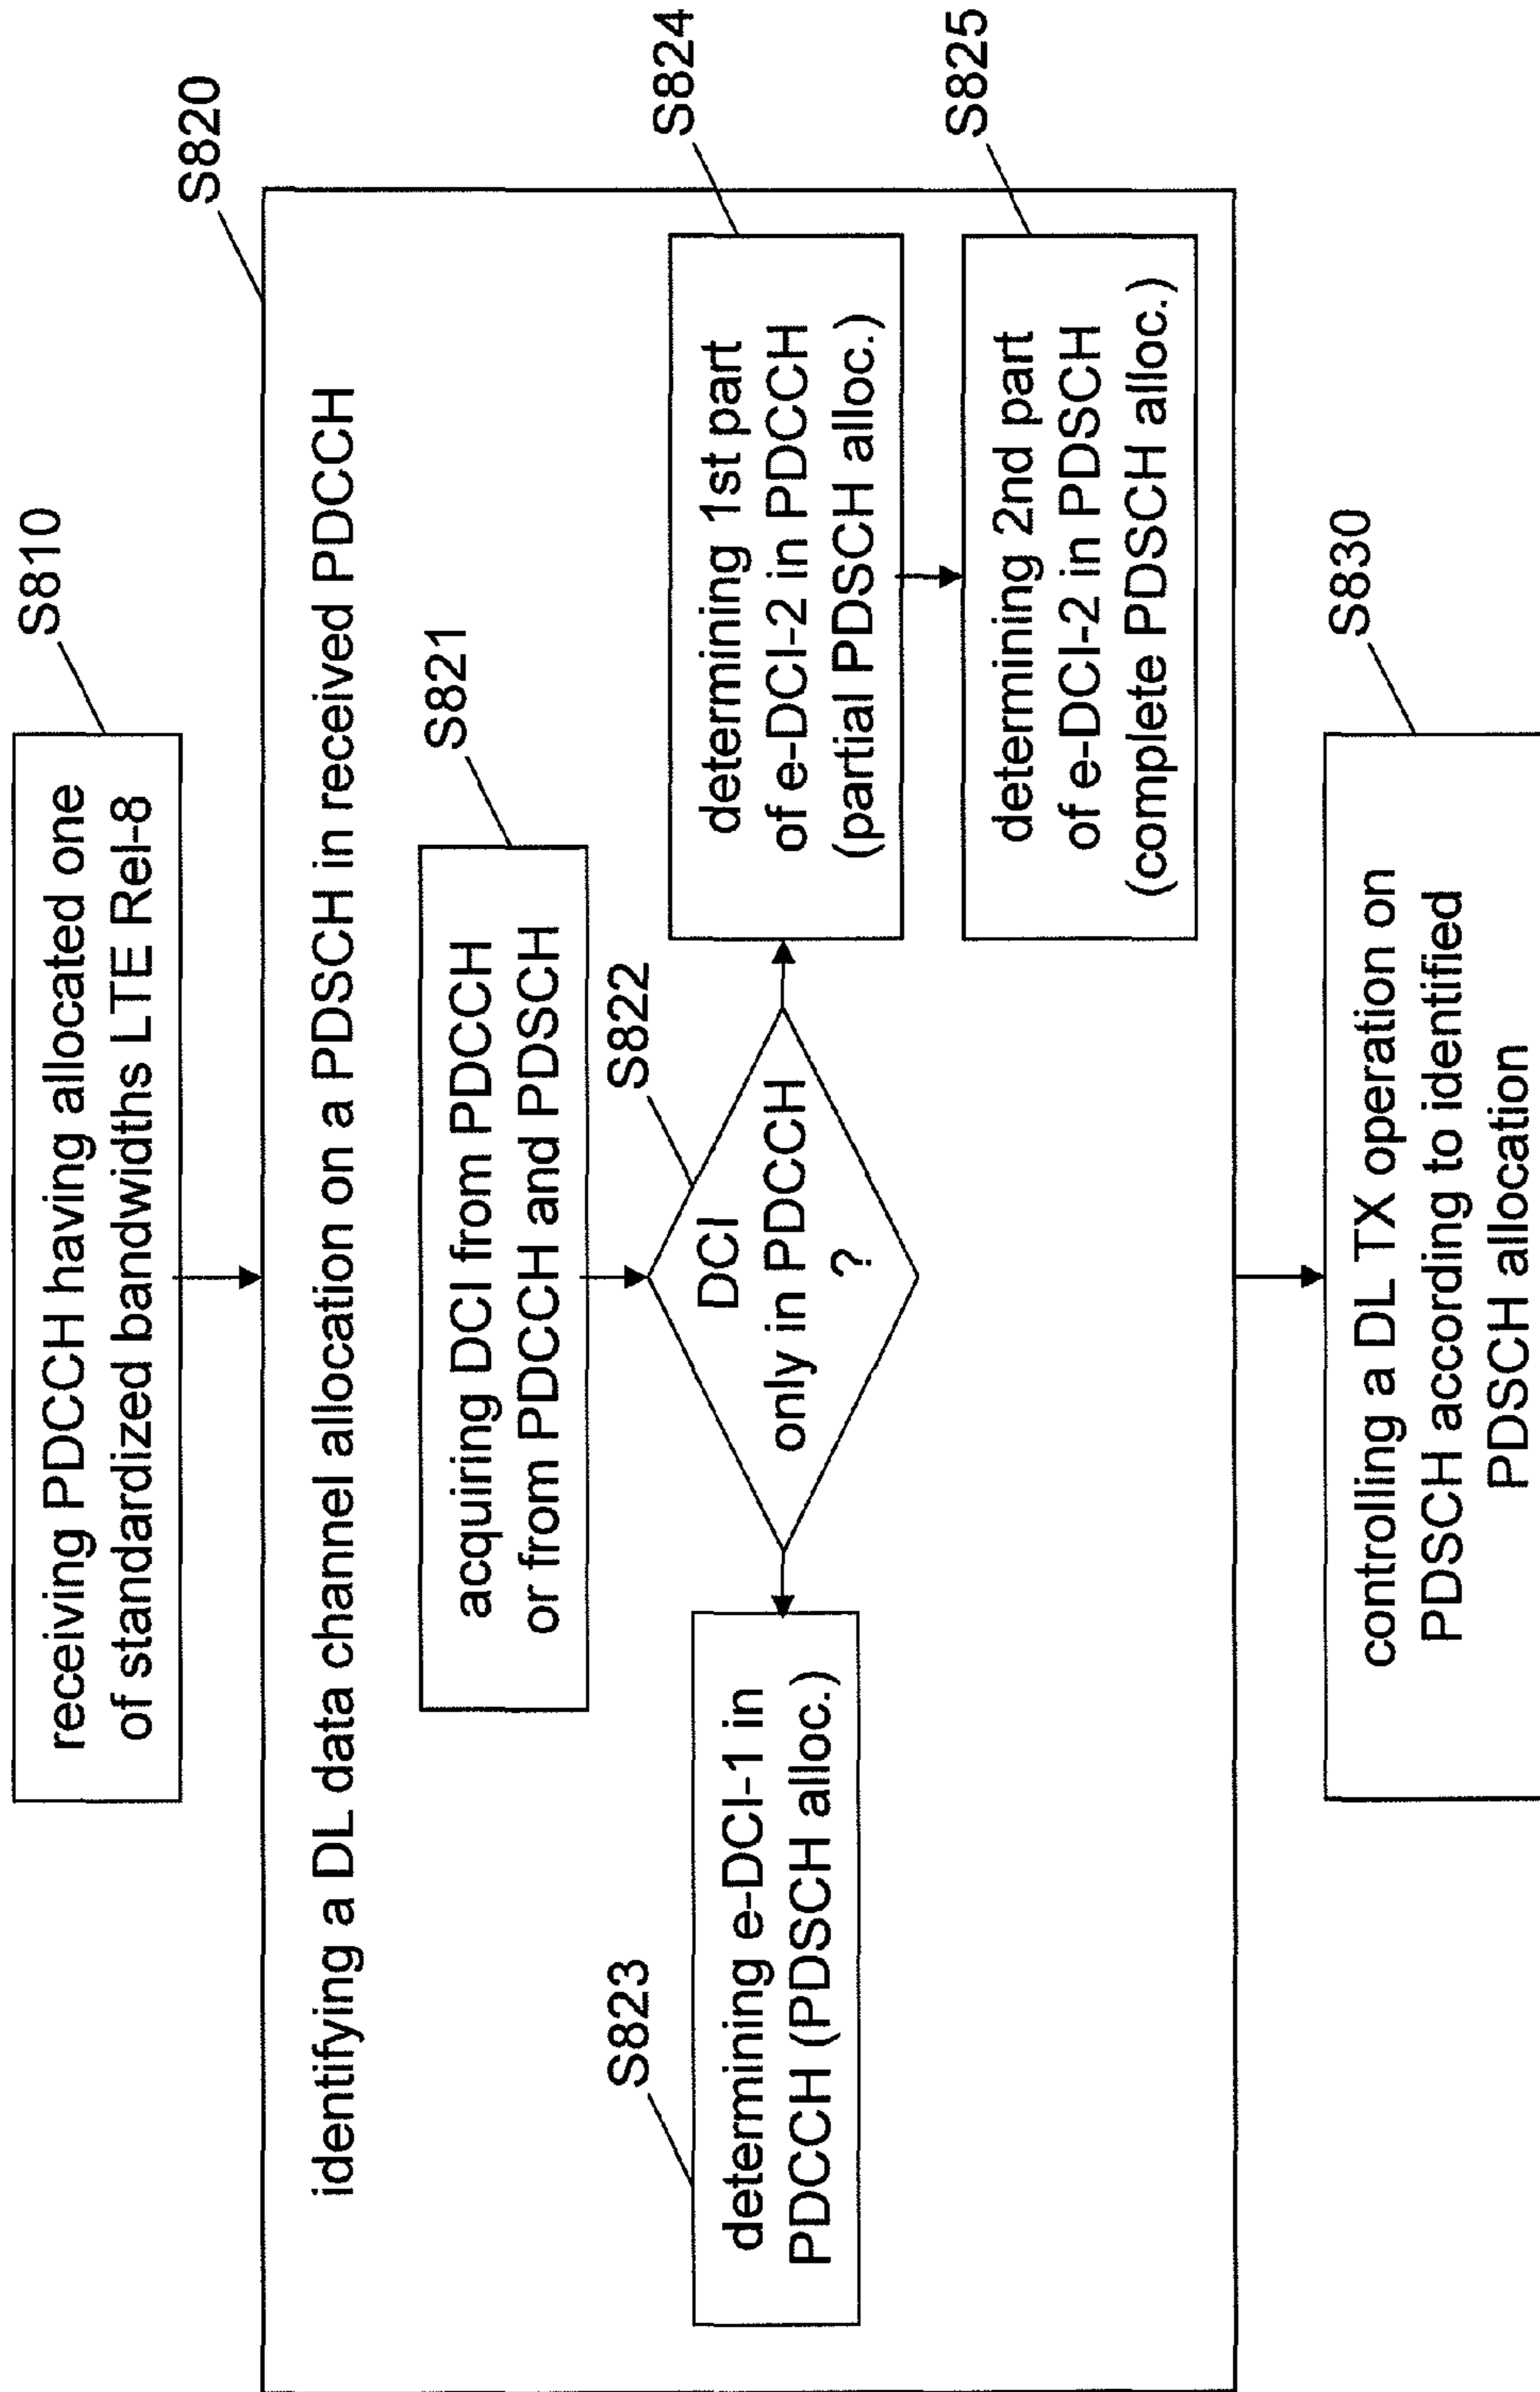 S810
receiving PDCCH having allocated one
of standardized bandwidths LTE Rel-8
S820
identifying a DL data channel allocation on a PDSCH in received PDCCH
S821
acquiring DCI from PDCCH
or from PDCCH and PDSCH
S822
DCI
only in PDCCH
?
S823
determining e-DCI-1 in
PDCCH (PDSCH alloc.)
S824
determining 1st part
of e-DCI-2 in PDCCH
(partial PDSCH alloc.)
S825
determining 2nd part
of e-DCI-2 in PDSCH
(complete PDSCH alloc.)
S830
controlling a DL TX operation on
PDSCH according to identified
PDSCH allocation